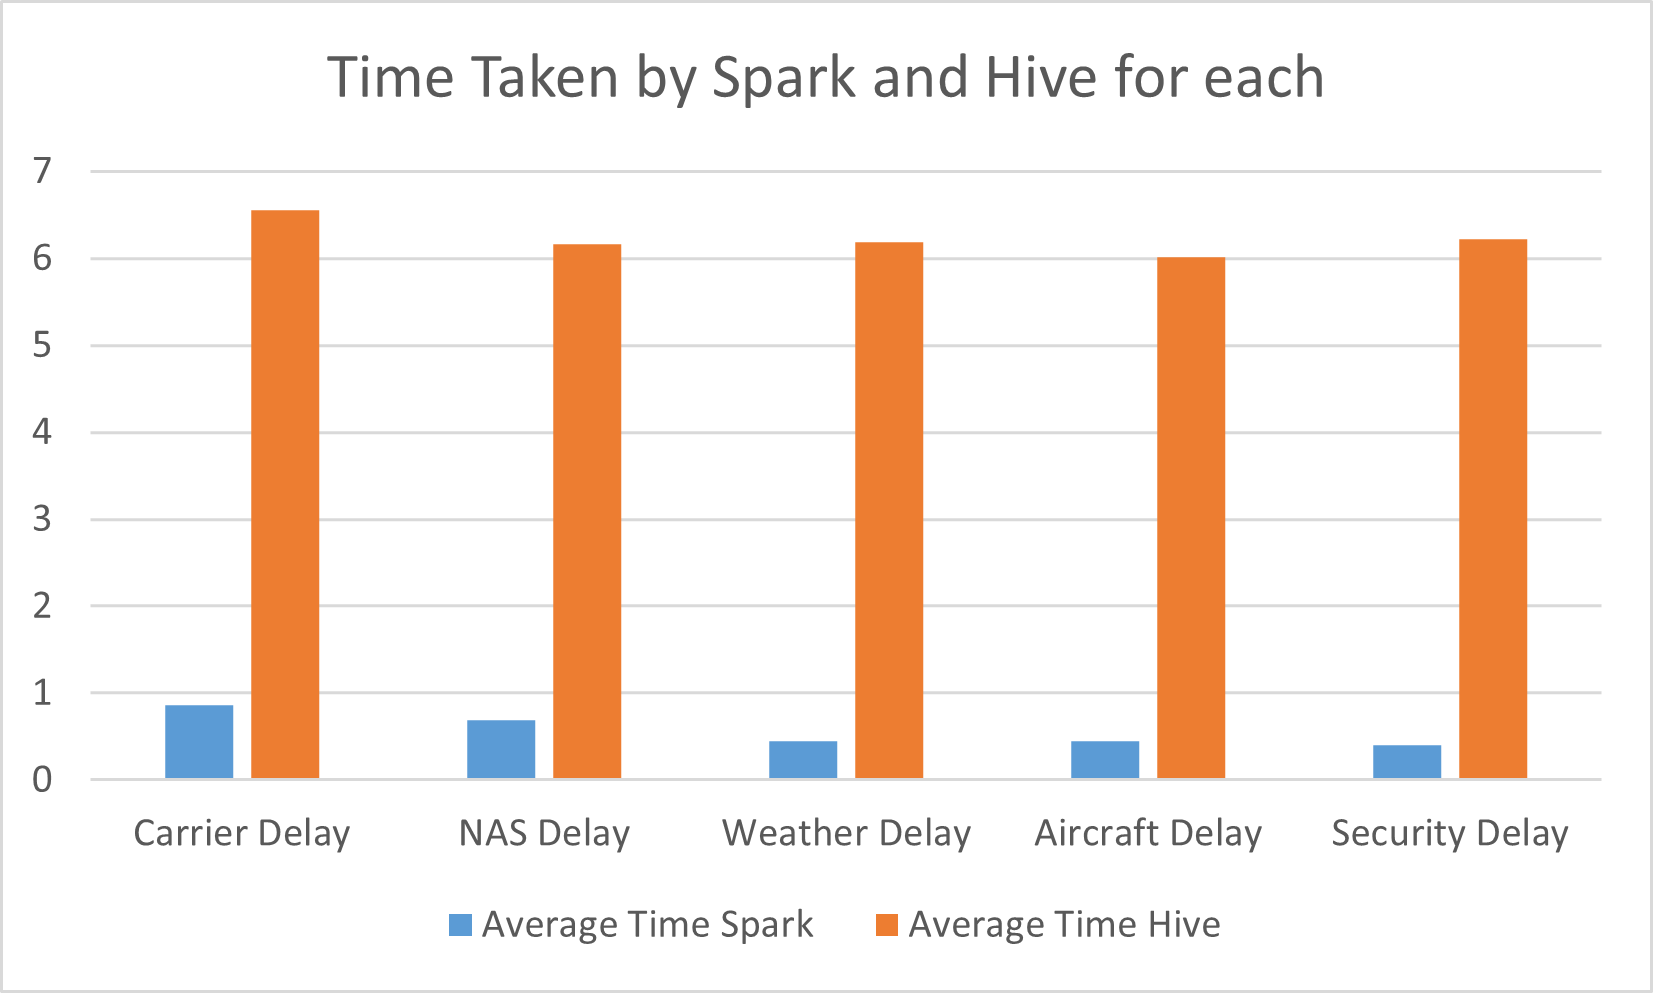 Time Taken by Spark and Hive for each
7
6
5
4
3
2
1
0
Carrier Delay NAS Delay Weather Delay Aircraft Delay Security Delay
Average Time Spark Average Time Hive